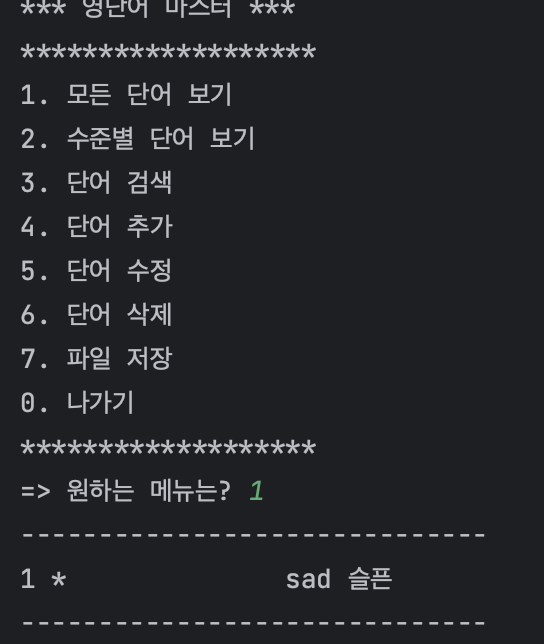 *** 영단어 마스터 ***
*******************
1. 모든 단어 보기
2. 수준별 단어 보기
3. 단어 검색
4. 단어 추가
5. 단어 수정
6. 단어 삭제
7. 파일 저장
0. 나가기
*******************
=> 원하는 메뉴는? 1
------------------------------
1 *              sad 슬픈
------------------------------